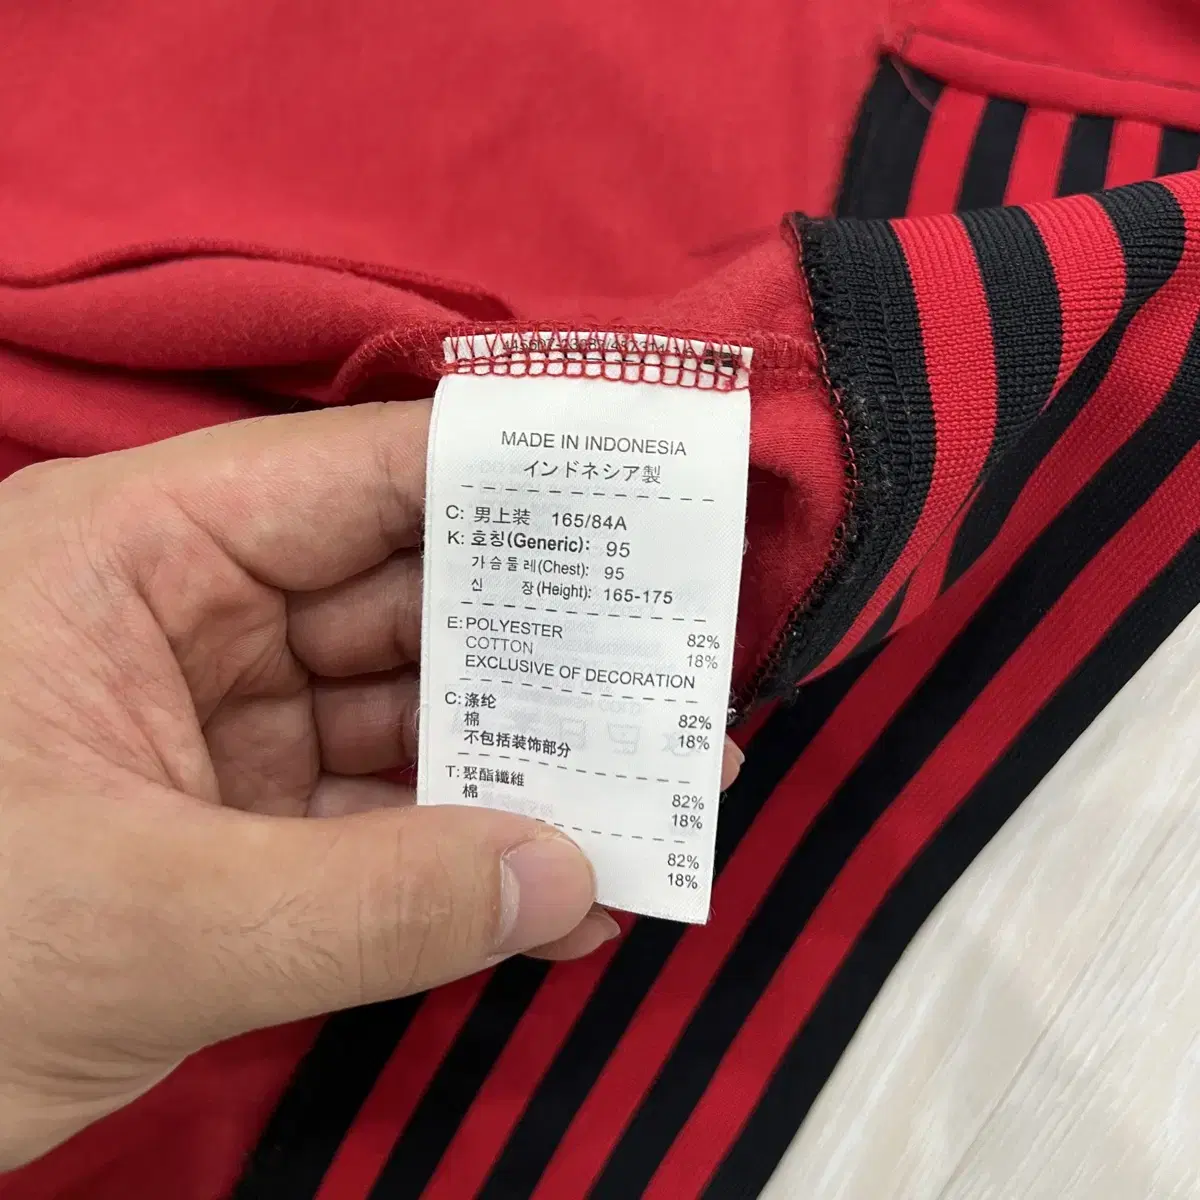 MADE IN INDONESIA
インドネシア製
C: 男上装 165/84A
K: 호칭(Generic): 95
가슴둘레(Chest): 95
신 장(Height): 165-175
E: POLYESTER 82%
COTTON 18%
EXCLUSIVE OF DECORATION
C: 涤纶 82%
棉 18%
不包括装饰部分
T: 聚酯纖維 82%
棉 18%
82%
18%